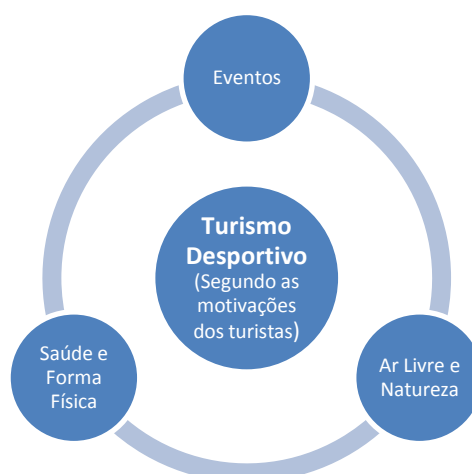 Eventos
Turismo
Desportivo
(Segundo as
motivações
dos turistas)
Saúde e
Forma
Física
Ar Livre e
Natureza